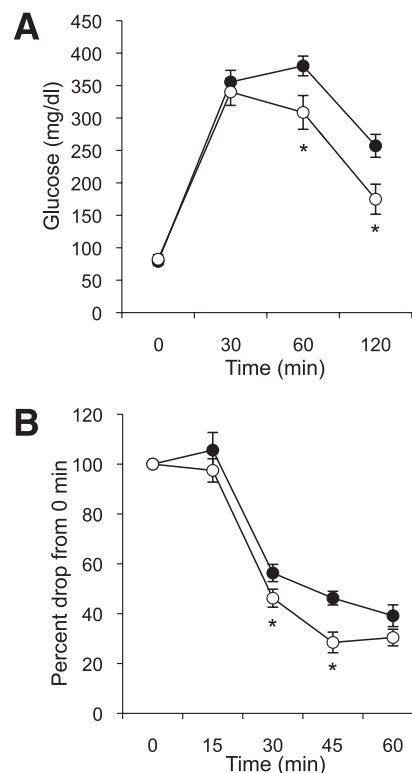 A
450
400
350
300
250
200
150
100
50
0
Glucose (mg/dl)
*
*
0 30 60 120
Time (min)
B
120
100
80
60
40
20
0
Percent drop from 0 min
*
*
0 15 30 45 60
Time (min)